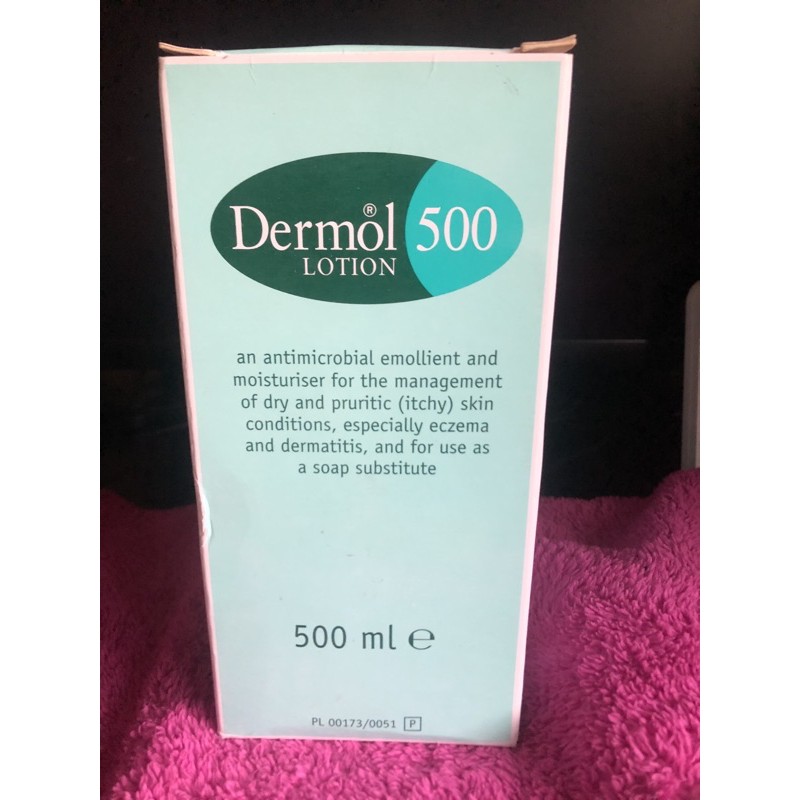 Dermol® 500
LOTION
an antimicrobial emollient and
moisturiser for the management
of dry and pruritic (itchy) skin
conditions, especially eczema
and dermatitis, and for use as
a soap substitute
500 ml ℮
PL 00173/0051 P